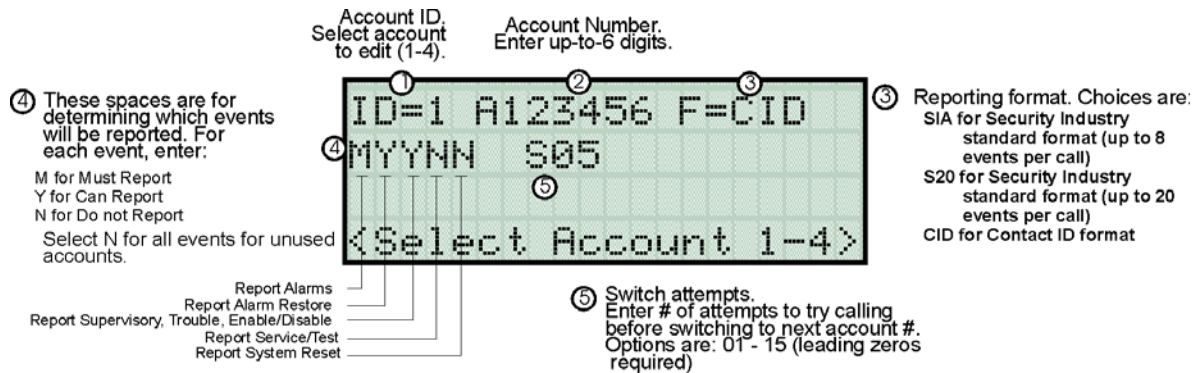 Account ID.
Select account
to edit (1-4).
Account Number.
Enter up-to-6 digits.
④ These spaces are for
determining which events
will be reported. For
each event, enter:
M for Must Report
Y for Can Report
N for Do not Report
Select N for all events for unused
accounts.
① ② ③
ID=1 A123456 F=CID
④ MYYNN S05
⑤
<Select Account 1-4>
③ Reporting format. Choices are:
SIA for Security Industry
standard format (up to 8
events per call)
S20 for Security Industry
standard format (up to 20
events per call)
CID for Contact ID format
Report Alarms
Report Alarm Restore
Report Supervisory, Trouble, Enable/Disable
Report Service/Test
Report System Reset
⑤ Switch attempts.
Enter # of attempts to try calling
before switching to next account #.
Options are: 01 - 15 (leading zeros
required)